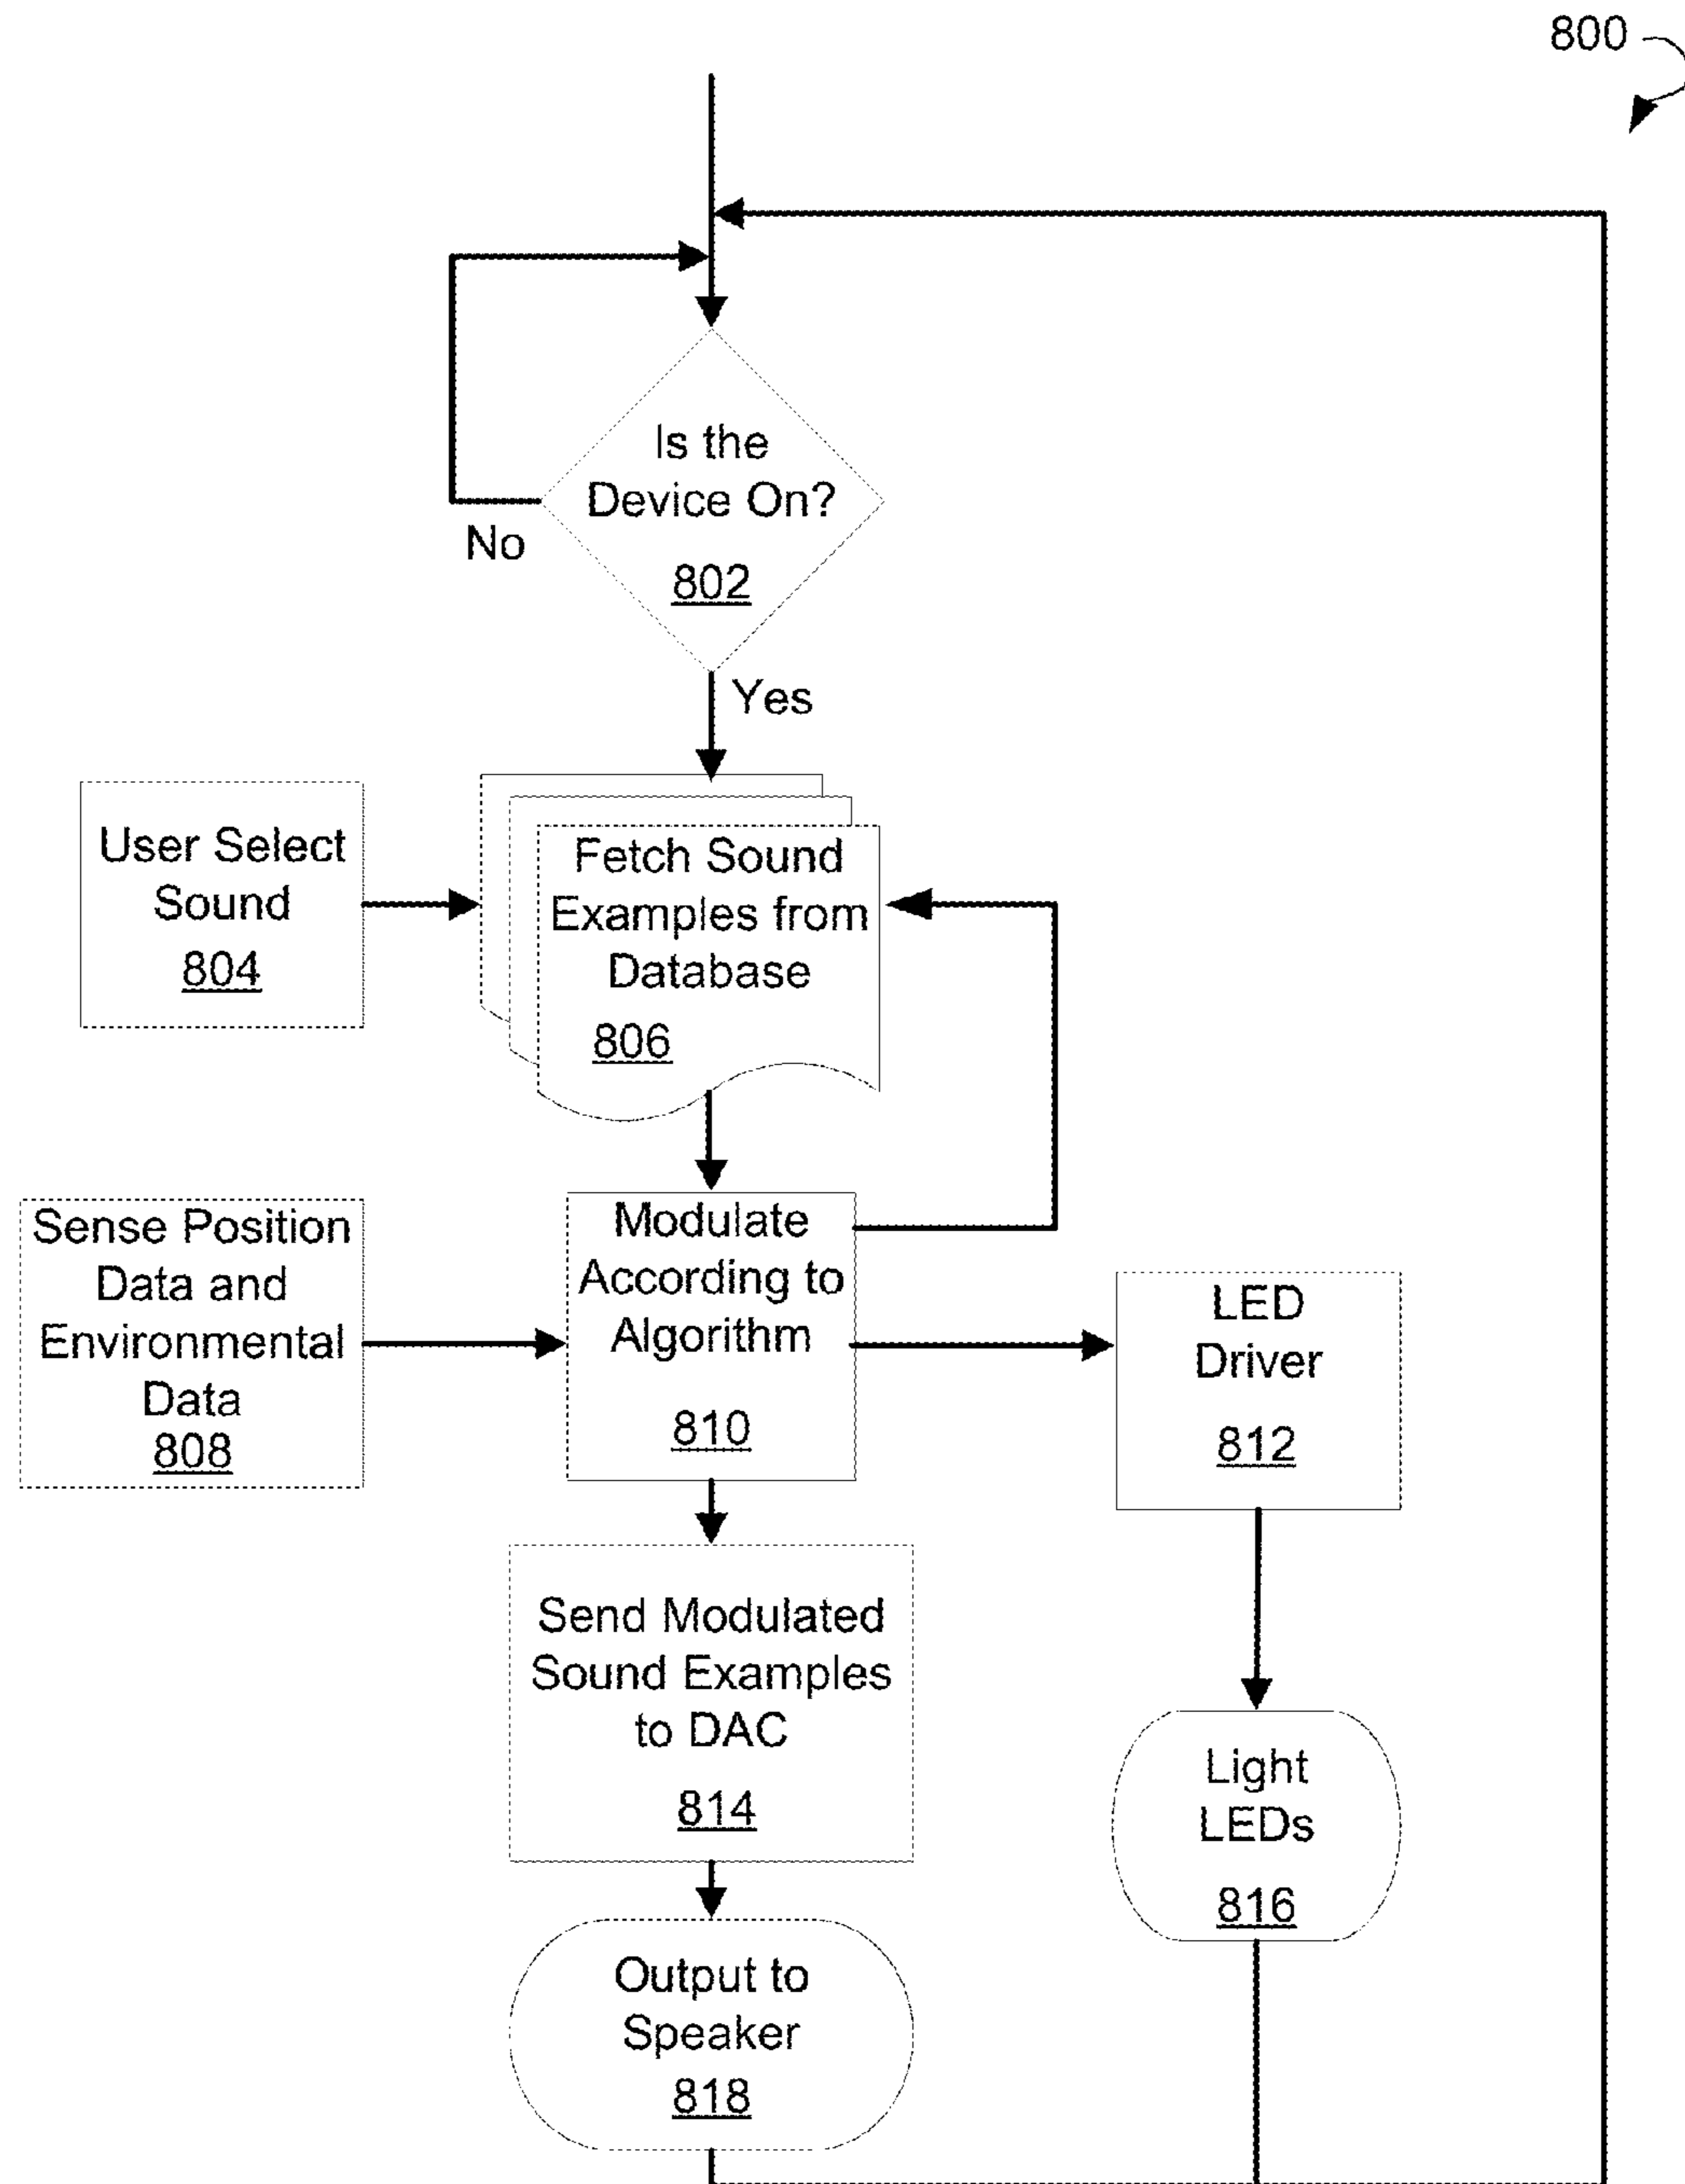 800
Is the
Device On?
802
No
Yes
User Select
Sound
804
Fetch Sound
Examples from
Database
806
Sense Position
Data and
Environmental
Data
808
Modulate
According to
Algorithm
810
LED
Driver
812
Send Modulated
Sound Examples
to DAC
814
Light
LEDs
816
Output to
Speaker
818